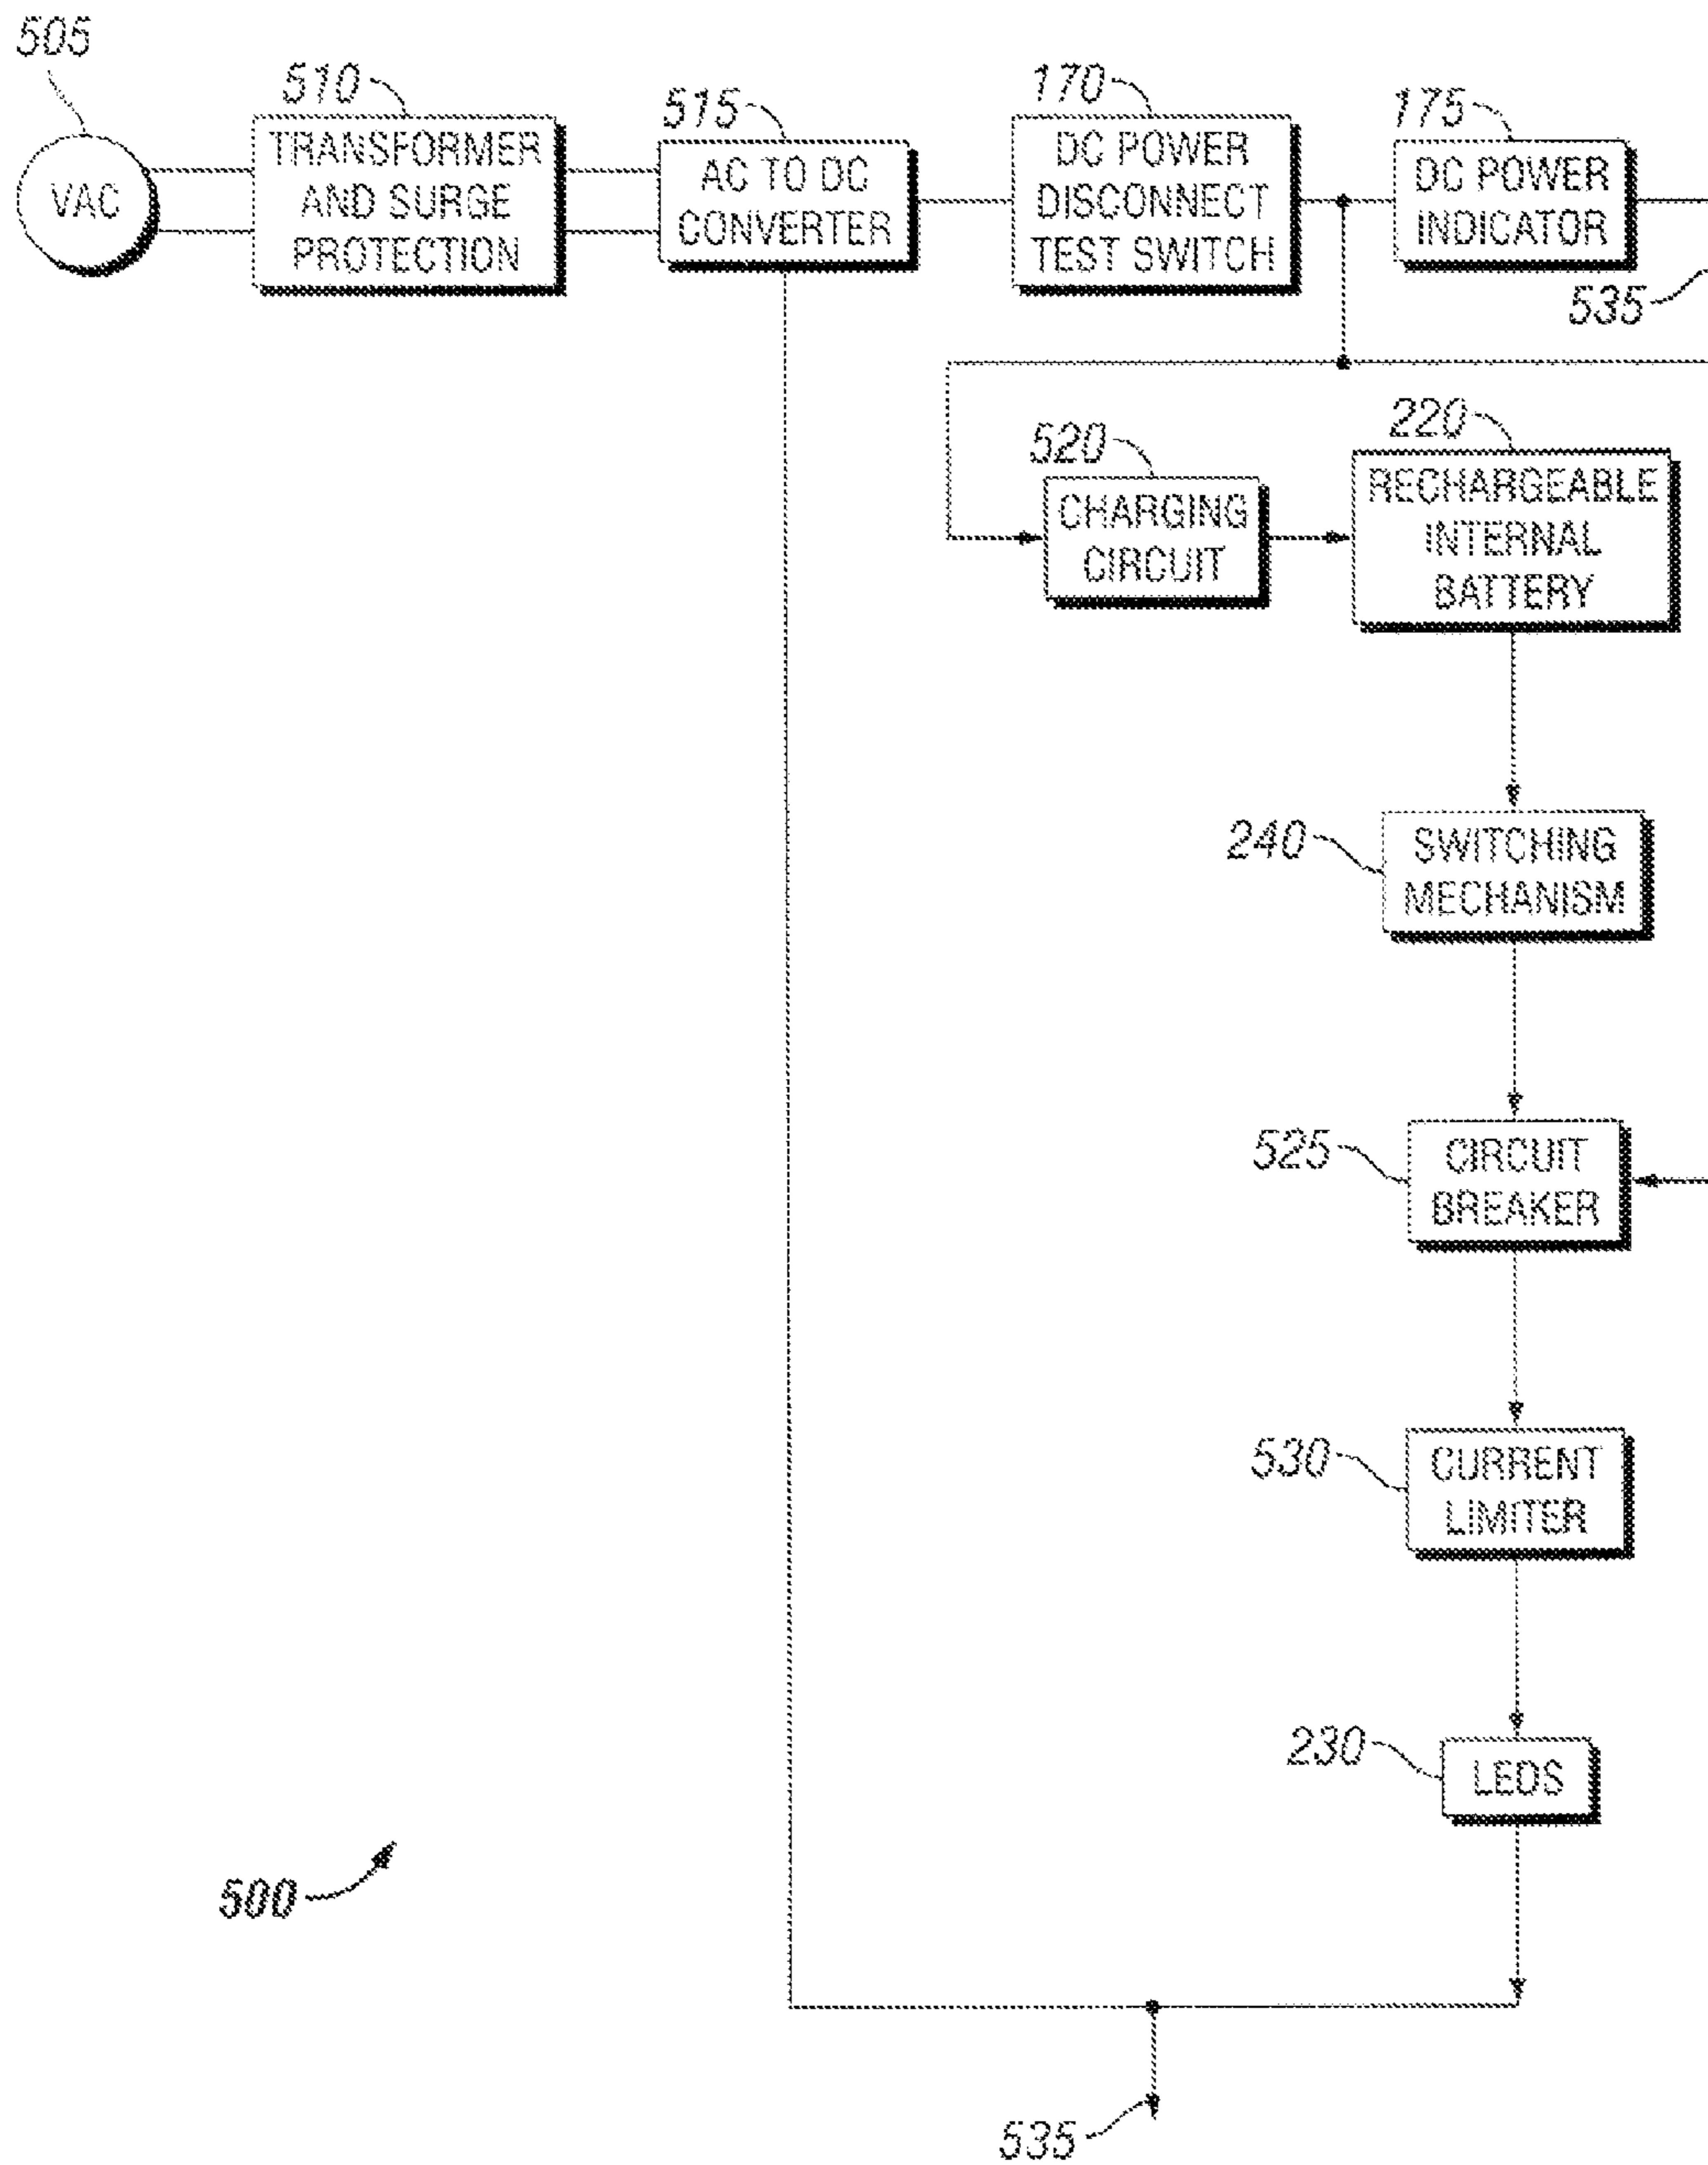 505
510
515
170
175
VAC
TRANSFORMER
AND SURGE
PROTECTION
AC TO DC
CONVERTER
DC POWER
DISCONNECT
TEST SWITCH
DC POWER
INDICATOR
535
520
CHARGING
CIRCUIT
220
RECHARGEABLE
INTERNAL
BATTERY
240
SWITCHING
MECHANISM
525
CIRCUIT
BREAKER
530
CURRENT
LIMITER
230
LEDS
500
535